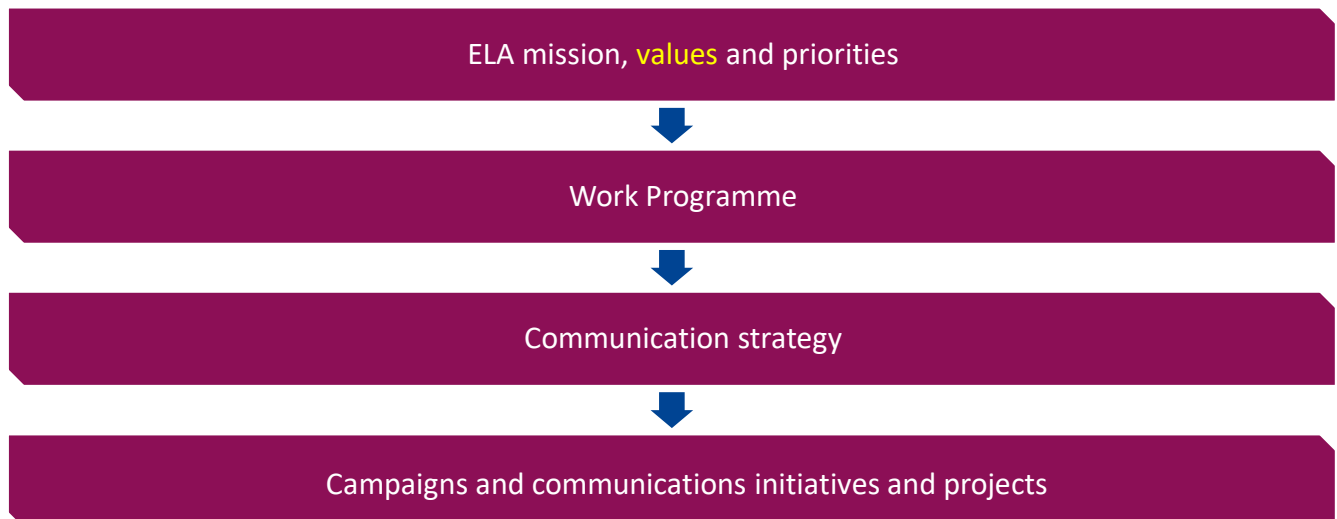 ELA mission, values and priorities
Work Programme
Communication strategy
Campaigns and communications initiatives and projects